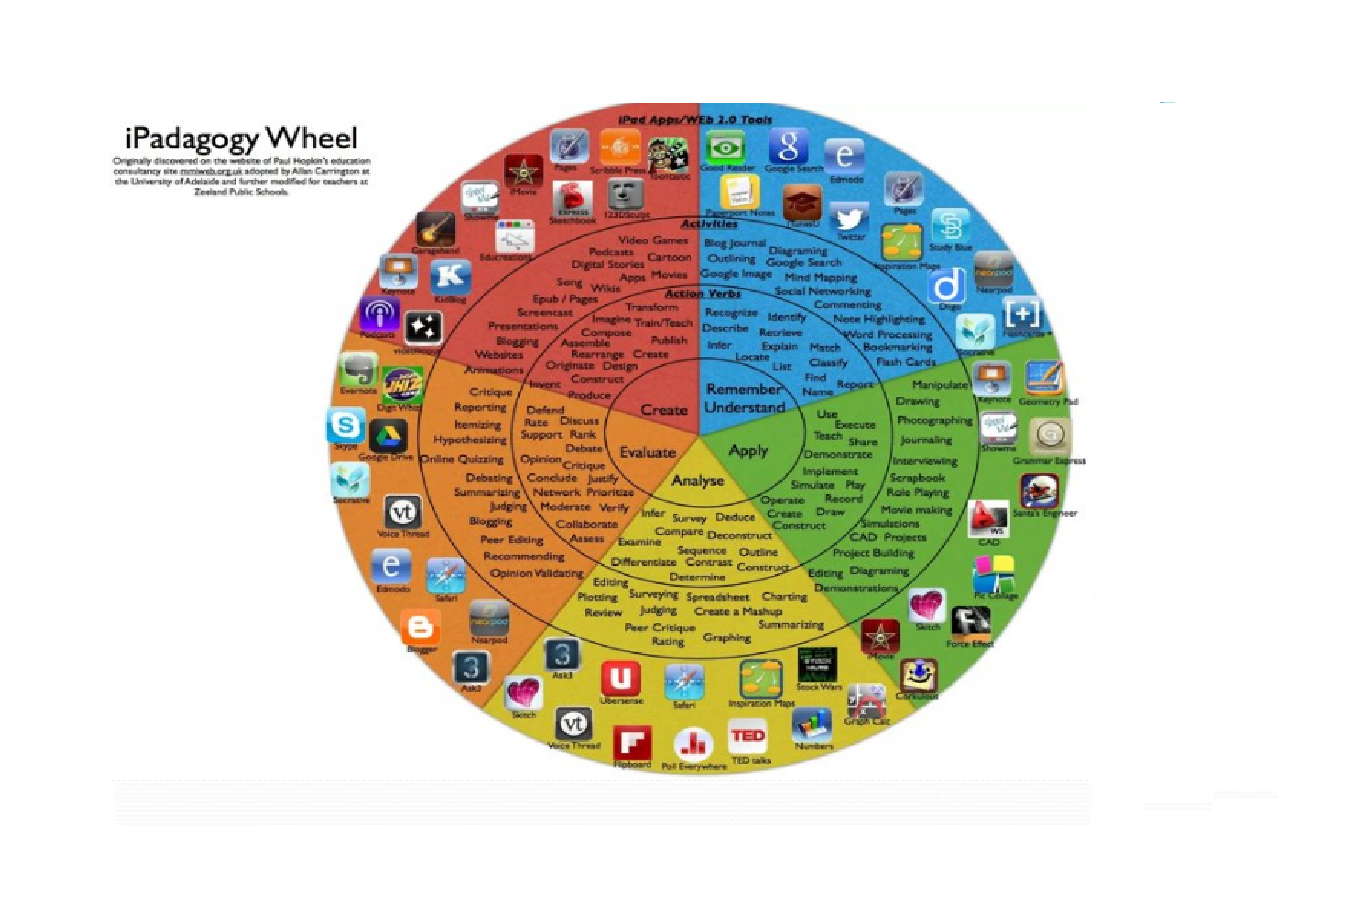 iPadagogy Wheel
Originally discovered on the website of Paul Hopkin's education
consultancy site mmiweb.org.uk adopted by Allan Carrington at
the University of Adelaide and further modified for teachers at
Zeeland Public Schools.
iPad Apps/WEb 2.0 Tools
Pages
Scribble Press
iMovie
Showme
Sketchbook
123DSculpt
Garageband
Educreations
Keynote
KidBlog
Podcasts
Good Reader
Google Search
Edmodo
Paperport Notes
iTunesU
Twitter
Pages
Study Blue
Inspiration Maps
Nearpod
Diigo
Socrative
Flashcards +
Activities
Video Games
Podcasts
Cartoon
Digital Stories
Apps
Movies
Song
Wikis
Epub / Pages
Screencast
Presentations
Blogging
Websites
Animations
Blog Journal
Diagraming
Outlining
Google Search
Google Image
Mind Mapping
Social Networking
Commenting
Note Highlighting
Word Processing
Bookmarking
Flash Cards
Action Verbs
Transform
Imagine
Train/Teach
Compose
Publish
Assemble
Rearrange
Create
Originate
Design
Construct
Invent
Produce
Recognize
Identify
Describe
Retrieve
Infer
Explain
Match
Locate
List
Classify
Find
Name
Report
Create
Remember
Understand
Evaluate
Apply
Analyse
Use
Execute
Teach
Share
Demonstrate
Implement
Simulate
Play
Operate
Record
Create
Draw
Construct
Manipulate
Drawing
Photographing
Journaling
Interviewing
Scrapbook
Role Playing
Movie making
Simulations
CAD Projects
Project Building
Editing
Diagraming
Demonstrations
Keynote
Geometry Pad
Showme
Grammar Express
Santa's Engineer
WS
CAD
Pic Collage
Skitch
Force Effect
iMovie
Defend
Rate
Discuss
Support
Rank
Debate
Opinion
Critique
Conclude
Justify
Network
Prioritize
Moderate
Verify
Collaborate
Assess
Critique
Reporting
Itemizing
Hypothesizing
Online Quizzing
Debating
Summarizing
Judging
Blogging
Peer Editing
Recommending
Opinion Validating
Evernote
Skype
Google Drive
Socrative
vt
Voice Thread
Edmodo
Safari
Blogger
nearpod
Nearpod
3
Ask3
Infer
Survey
Deduce
Compare
Deconstruct
Examine
Sequence
Outline
Differentiate
Contrast
Construct
Determine
Editing
Plotting
Surveying
Spreadsheet
Charting
Review
Judging
Create a Mashup
Peer Critique
Summarizing
Rating
Graphing
3
Ask3
Skitch
vt
Voice Thread
Ubersense
Flipboard
Safari
Poll Everywhere
TED
TED talks
Inspiration Maps
STOCK
WARS
Stock Wars
Numbers
Graph Calc